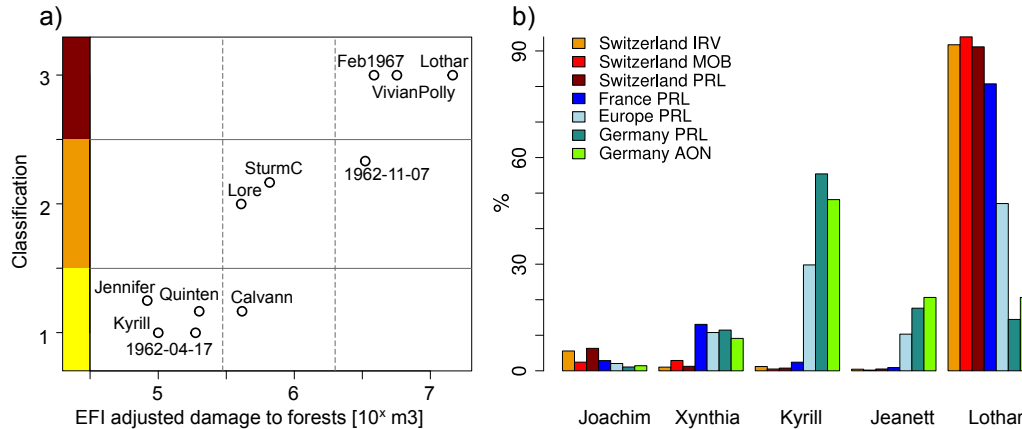 a)
Classification
3
2
1
Feb1967
Lothar
VivianPolly
SturmC
1962-11-07
Lore
Jennifer
Quinten
Calvann
Kyrill
1962-04-17
5 6 7
EFI adjusted damage to forests [10ˣ m3]
b)
%
90
60
30
0
Switzerland IRV
Switzerland MOB
Switzerland PRL
France PRL
Europe PRL
Germany PRL
Germany AON
Joachim Xynthia Kyrill Jeanett Lothar